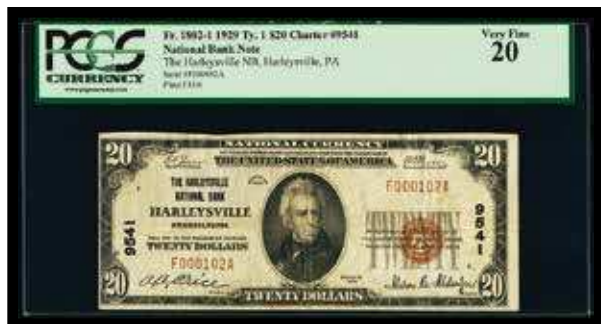 PCGS
CURRENCY
Fr. 1802-1 1929 Ty. 1 $20 Charter #9541
National Bank Note
The Harleysville NB, Harleysville, PA
Very Fine
20
NATIONAL CURRENCY
THE UNITED STATES OF AMERICA
20
20
THE HARLEYSVILLE
NATIONAL BANK
HARLEYSVILLE
PENNSYLVANIA
TWENTY DOLLARS
F000102A
F000102A
9541
9541
20
TWENTY DOLLARS
20